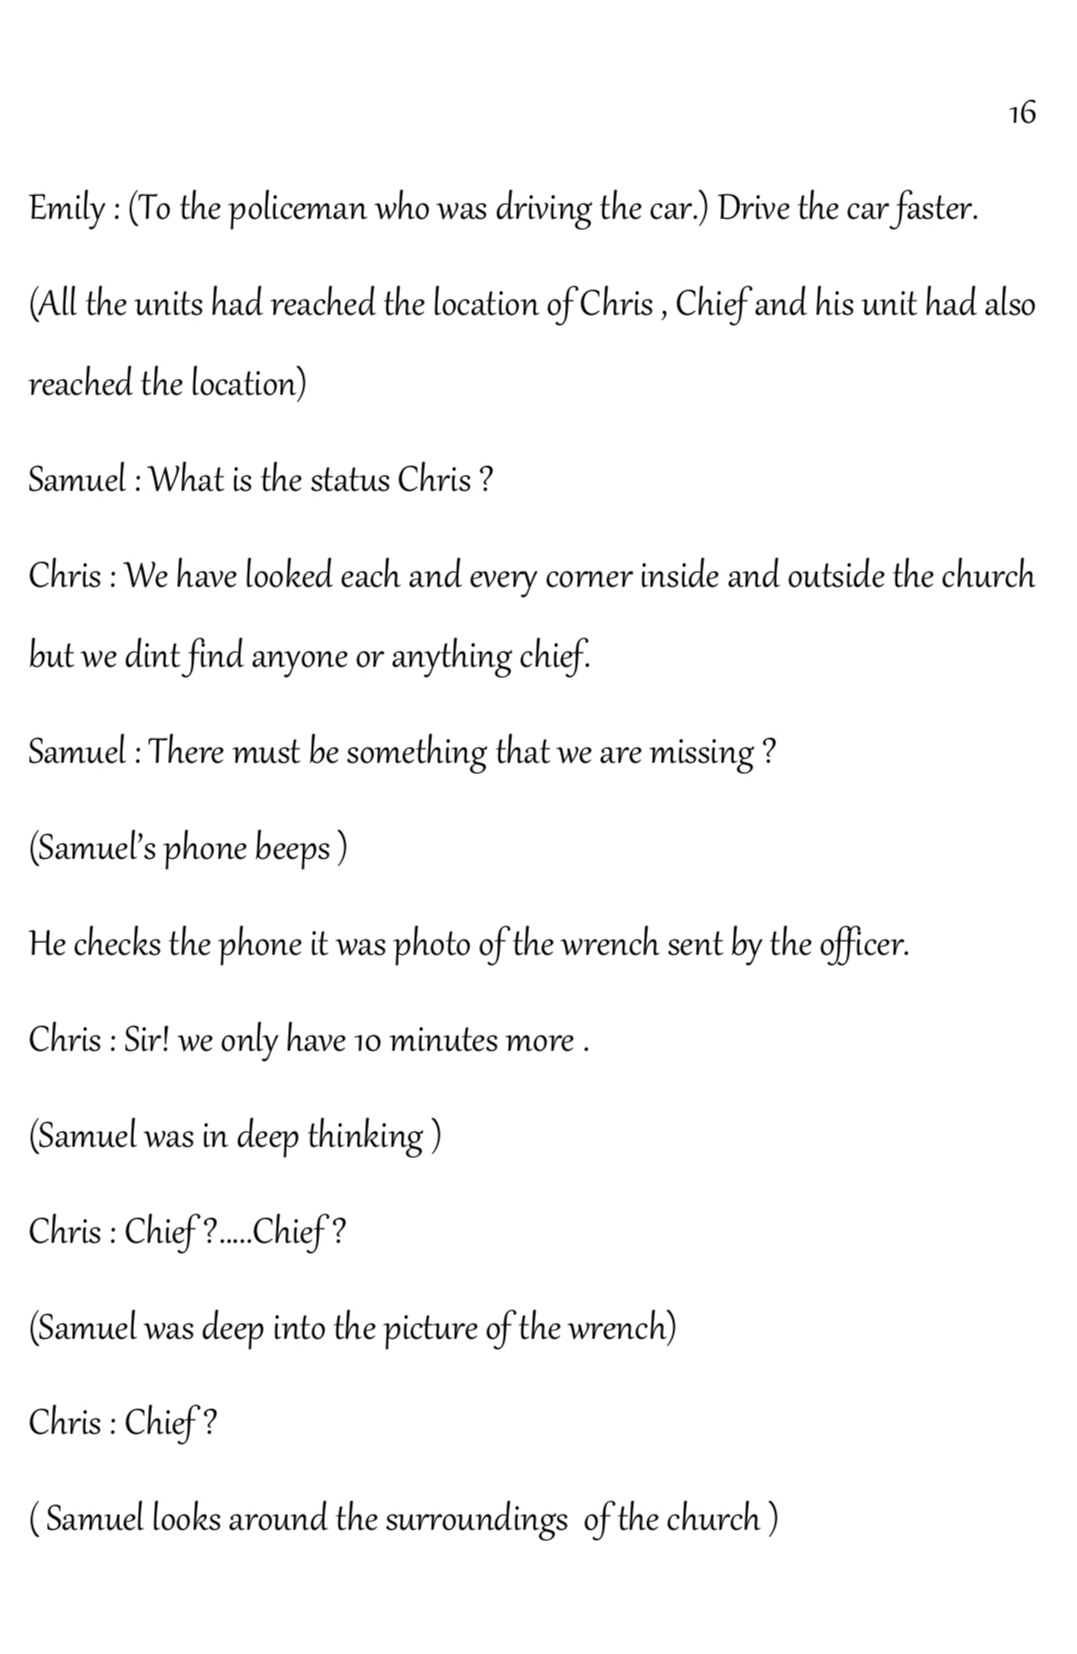 16
Emily : (To the policeman who was driving the car.) Drive the car faster.
(All the units had reached the location of Chris , Chief and his unit had also
reached the location)
Samuel : What is the status Chris ?
Chris : We have looked each and every corner inside and outside the church
but we dint find anyone or anything chief.
Samuel : There must be something that we are missing ?
(Samuel’s phone beeps )
He checks the phone it was photo of the wrench sent by the officer.
Chris : Sir! we only have 10 minutes more .
(Samuel was in deep thinking )
Chris : Chief ?.....Chief ?
(Samuel was deep into the picture of the wrench)
Chris : Chief ?
( Samuel looks around the surroundings  of the church )